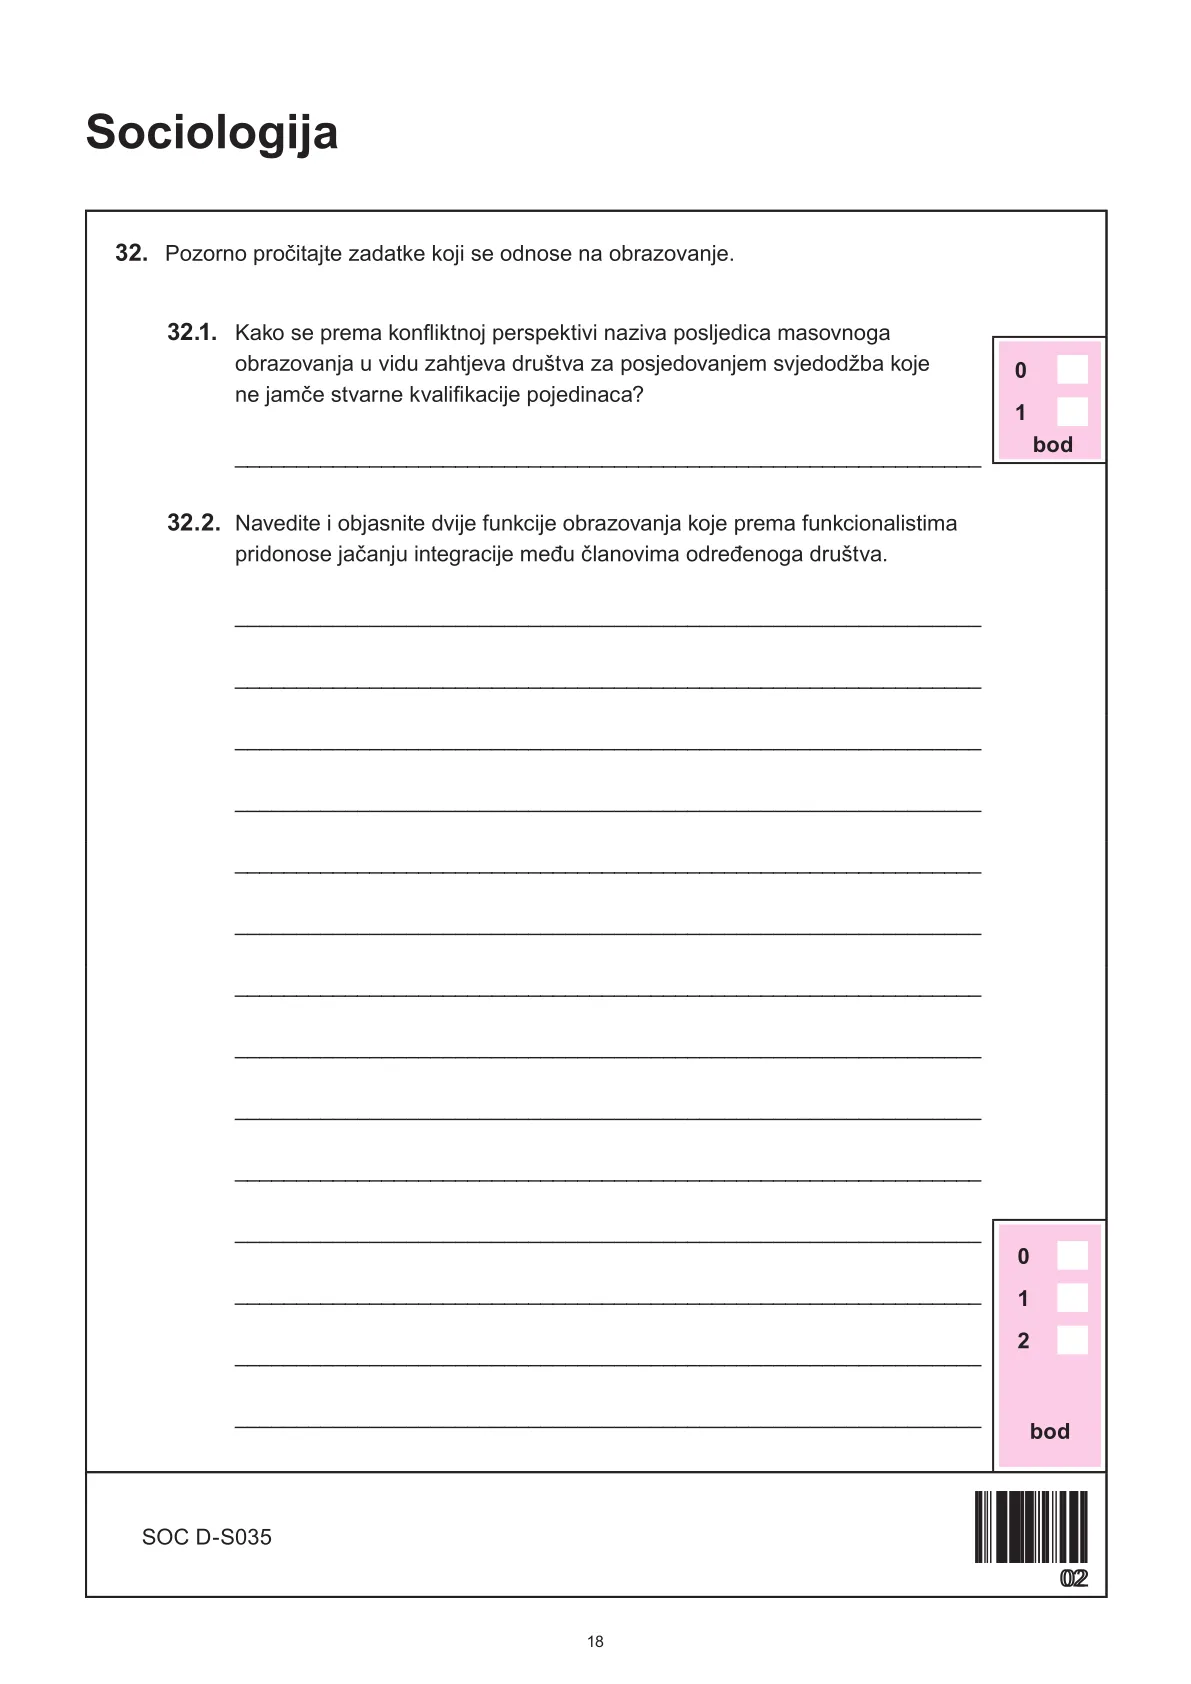 Sociologija
32. Pozorno pročitajte zadatke koji se odnose na obrazovanje.
32.1. Kako se prema konfliktnoj perspektivi naziva posljedica masovnoga
obrazovanja u vidu zahtjeva društva za posjedovanjem svjedodžba koje
ne jamče stvarne kvalifikacije pojedinaca?
0
1
bod
32.2. Navedite i objasnite dvije funkcije obrazovanja koje prema funkcionalistima
pridonose jačanju integracije među članovima određenoga društva.
0
1
2
bod
SOC D-S035
02
18